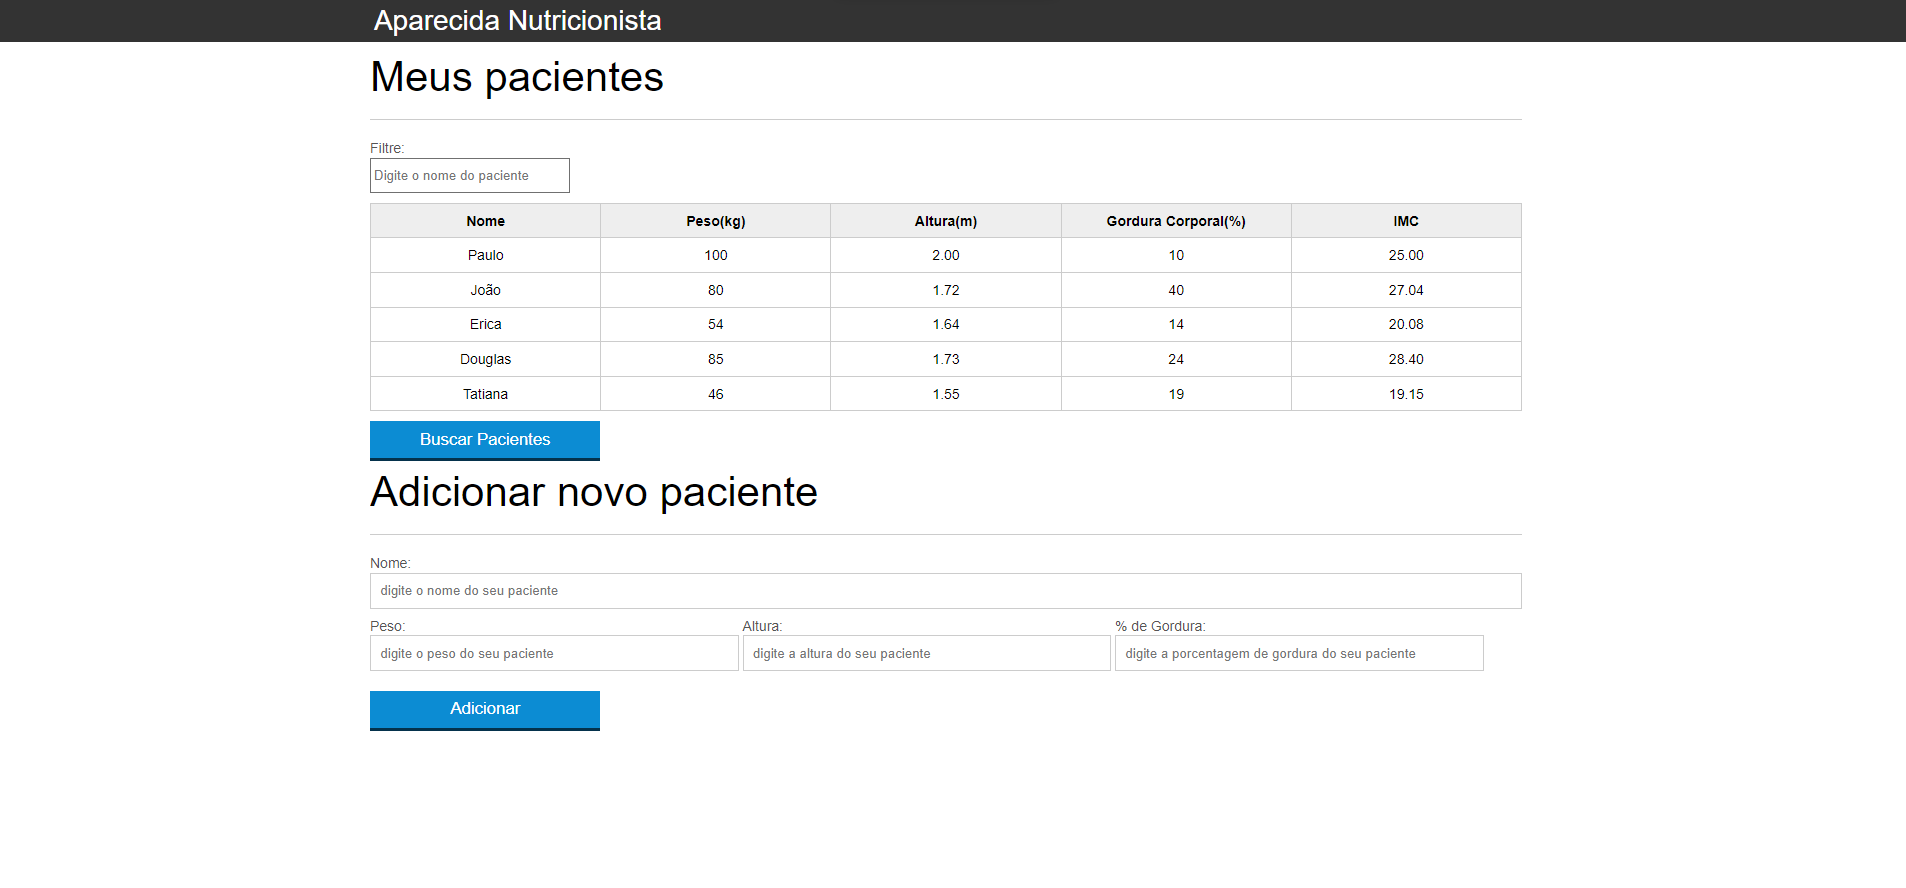 Aparecida Nutricionista
Meus pacientes
Filtre:
Digite o nome do paciente
Nome Peso(kg) Altura(m) Gordura Corporal(%) IMC
Paulo 100 2.00 10 25.00
João 80 1.72 40 27.04
Erica 54 1.64 14 20.08
Douglas 85 1.73 24 28.40
Tatiana 46 1.55 19 19.15
Buscar Pacientes
Adicionar novo paciente
Nome:
digite o nome do seu paciente
Peso: Altura: % de Gordura:
digite o peso do seu paciente digite a altura do seu paciente digite a porcentagem de gordura do seu paciente
Adicionar